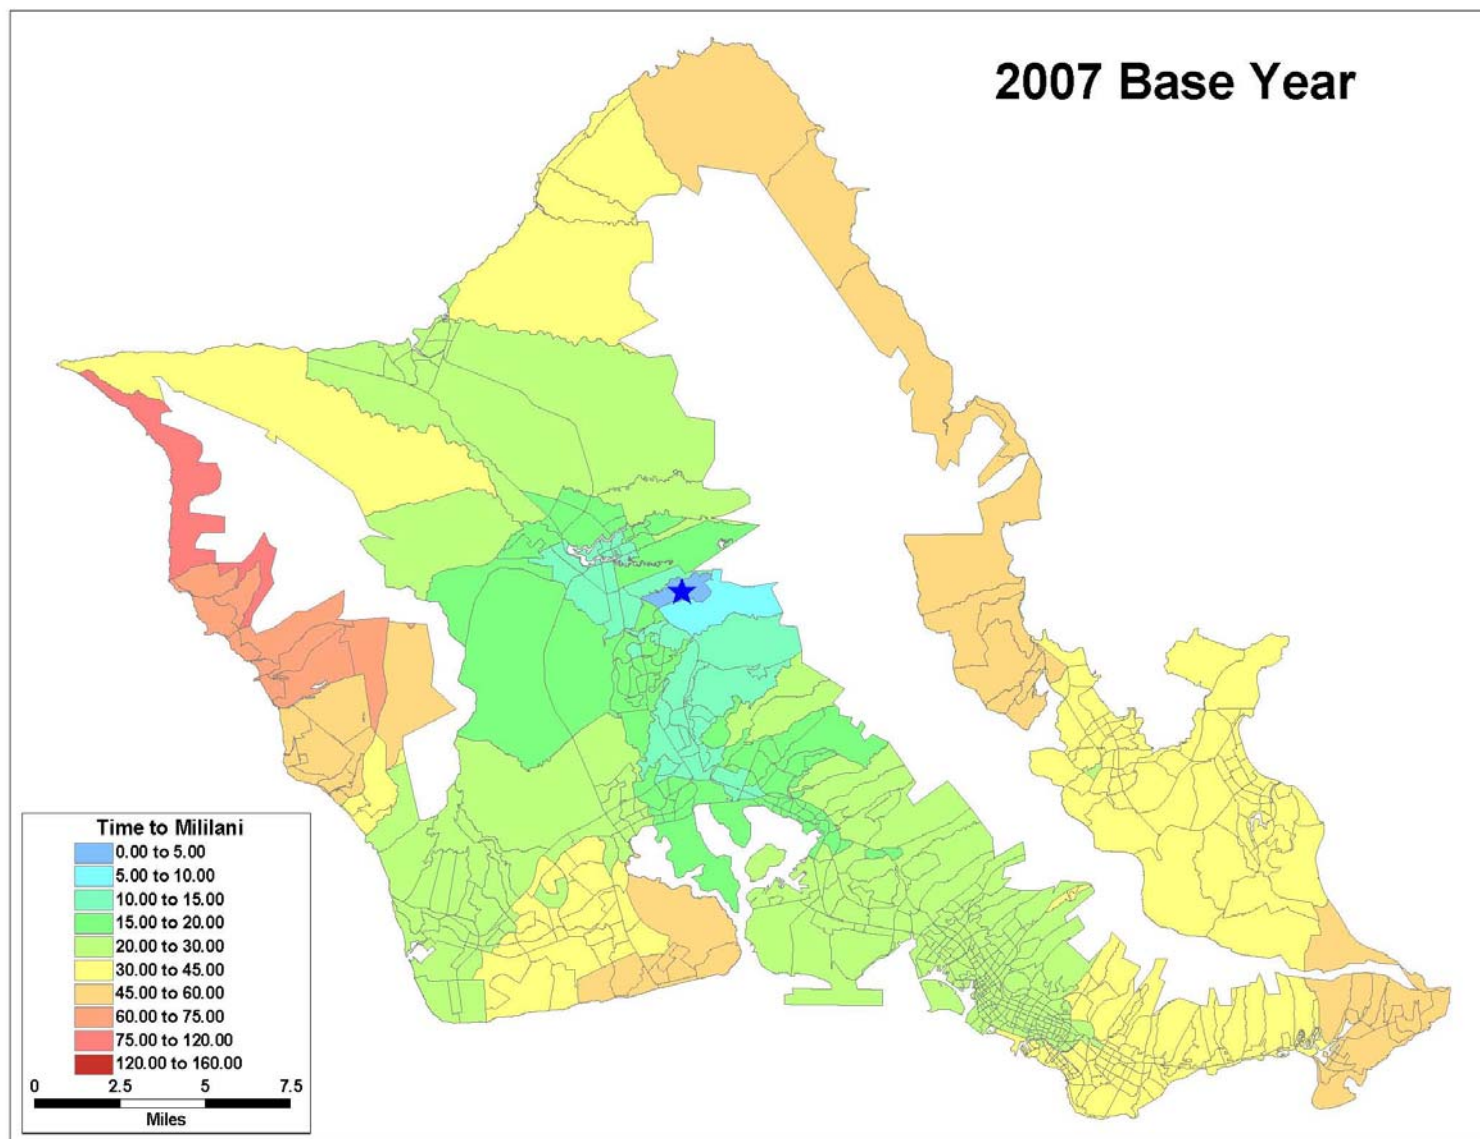 2007 Base Year
Time to Mililani
0.00 to 5.00
5.00 to 10.00
10.00 to 15.00
15.00 to 20.00
20.00 to 30.00
30.00 to 45.00
45.00 to 60.00
60.00 to 75.00
75.00 to 120.00
120.00 to 160.00
0 2.5 5 7.5
Miles